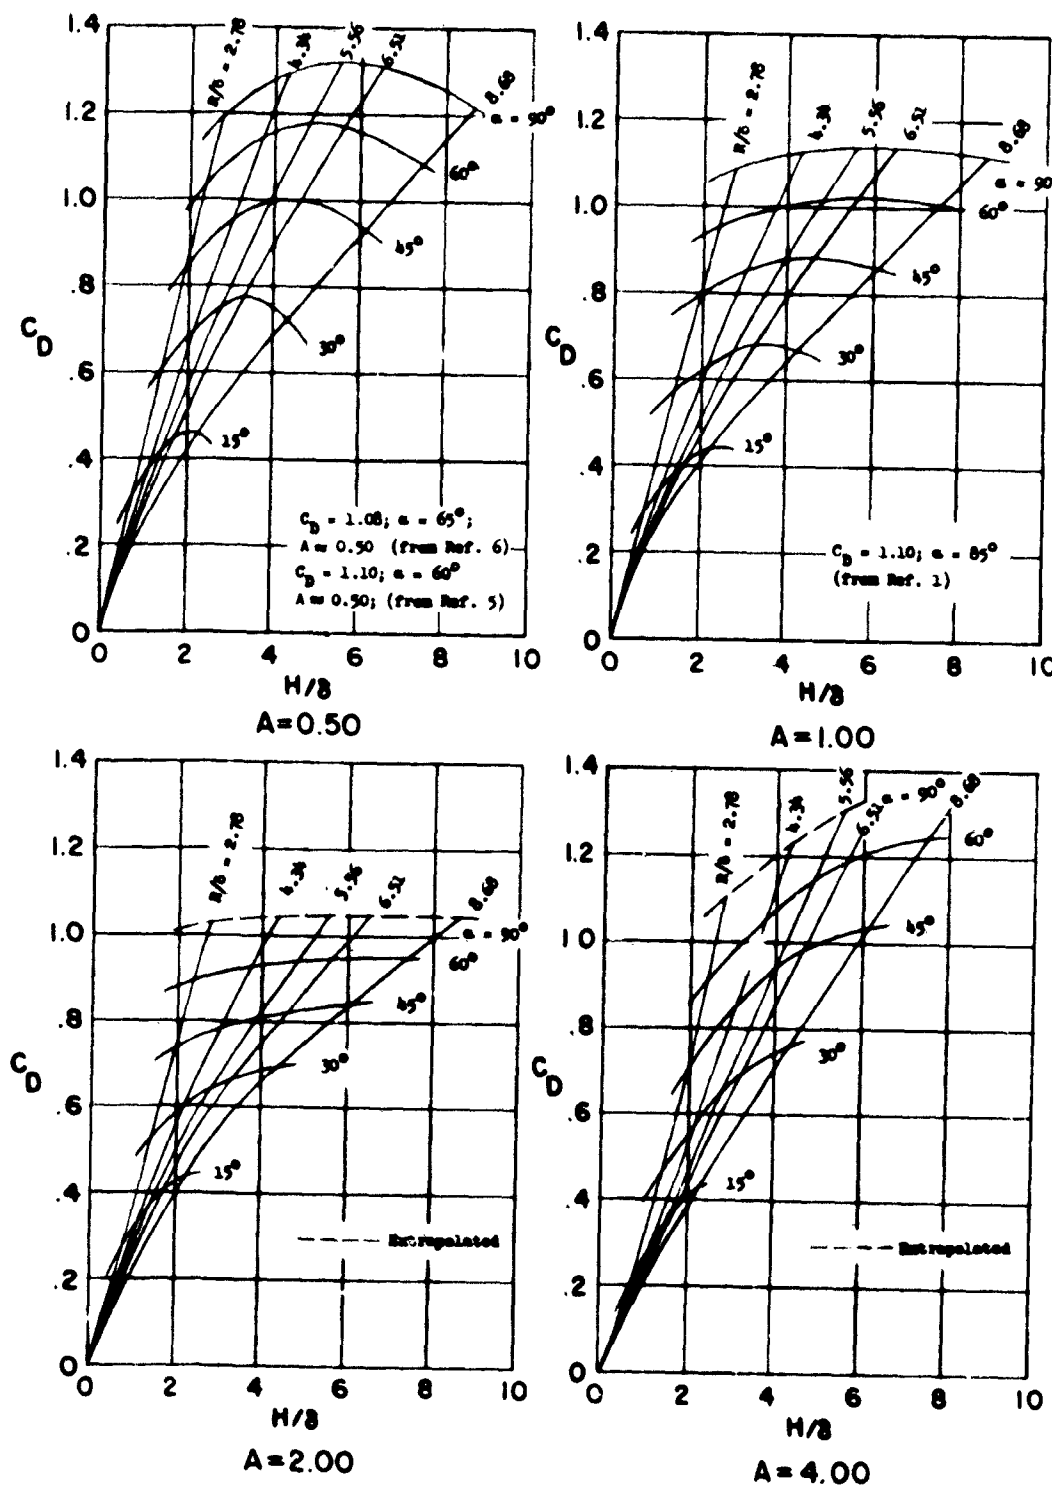 1.4
1.2
1.0
.8
.6
.4
.2
0
C_D
R/δ = 2.78
4.34
5.56
6.52
8.68
α = 90°
60°
45°
30°
15°
C_D = 1.08; α = 65°;
A ≈ 0.50 (from Ref. 6)
C_D = 1.10; α = 60°
A ≈ 0.50; (from Ref. 5)
0 2 4 6 8 10
H/δ
A=0.50
1.4
1.2
1.0
.8
.6
.4
.2
0
C_D
R/δ = 2.78
4.34
5.56
6.52
8.68
α = 90
60°
45°
30°
15°
C_D = 1.10; α = 85°
(from Ref. 1)
0 2 4 6 8 10
H/δ
A=1.00
1.4
1.2
1.0
.8
.6
.4
.2
0
C_D
R/δ = 2.78
4.34
5.56
6.52
8.68
α = 90°
60°
45°
30°
15°
Extrapolated
0 2 4 6 8 10
H/δ
A=2.00
1.4
1.2
1.0
.8
.6
.4
.2
0
C_D
R/δ = 2.78
4.34
5.56
6.52
α = 90°
8.68
60°
45°
30°
15°
Extrapolated
0 2 4 6 8 10
H/δ
A=4.00